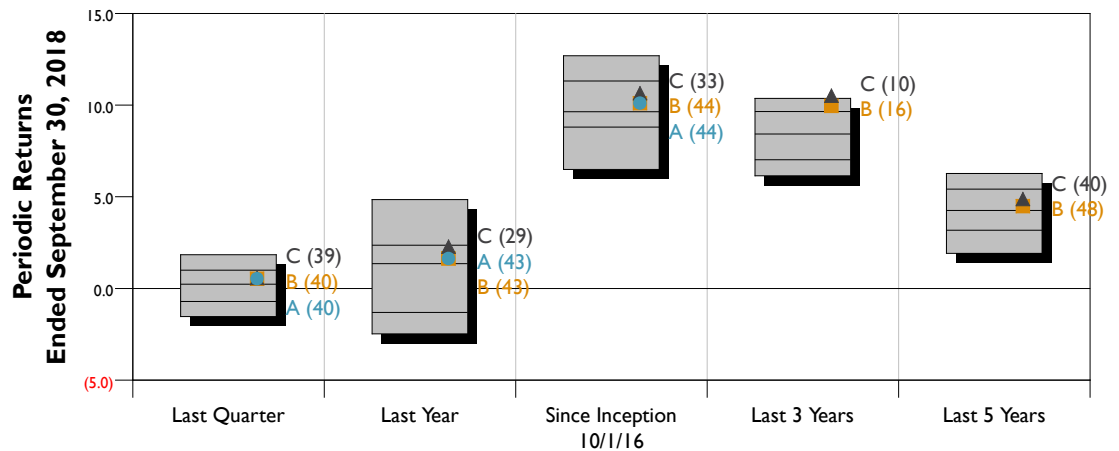 Periodic Returns
Ended September 30, 2018
15.0
10.0
5.0
0.0
(5.0)
C (39)
B (40)
A (40)
C (29)
A (43)
B (43)
C (33)
B (44)
A (44)
C (10)
B (16)
C (40)
B (48)
Last Quarter
Last Year
Since Inception
10/1/16
Last 3 Years
Last 5 Years